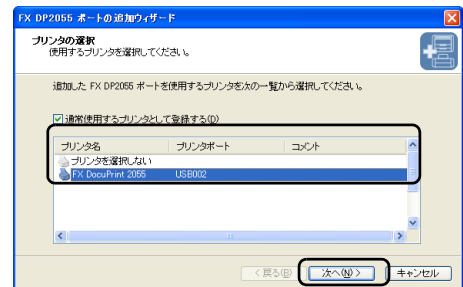 FX DP2055 ポートの追加ウィザード
プリンタの選択
使用するプリンタを選択してください。
追加した FX DP2055 ポートを使用するプリンタを次の一覧から選択してください。
通常使用するプリンタとして登録する(D)
プリンタ名 プリンタポート コメント
プリンタを選択しない
FX DocuPrint 2055 USB002
< 戻る(B) 次へ(N) > キャンセル